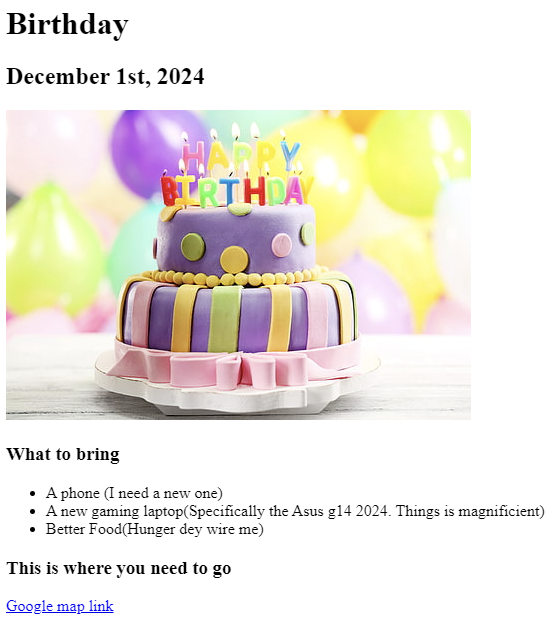 Birthday
December 1st, 2024
HAPPY
BIRTHDAY
What to bring
A phone (I need a new one)
A new gaming laptop(Specifically the Asus g14 2024. Things is magnificient)
Better Food(Hunger dey wire me)
This is where you need to go
Google map link